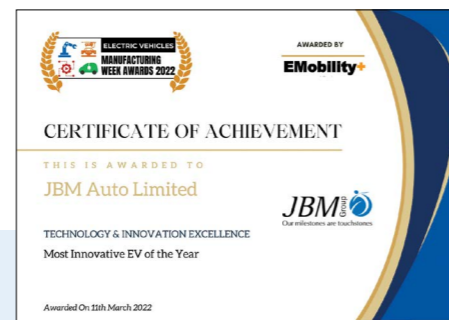 ELECTRIC VEHICLES
MANUFACTURING
WEEK AWARDS 2022
AWARDED BY
EMobility+
CERTIFICATE OF ACHIEVEMENT
THIS IS AWARDED TO
JBM Auto Limited
JBM Group
Our milestones are touchstones
TECHNOLOGY & INNOVATION EXCELLENCE
Most Innovative EV of the Year
Awarded On 11th March 2022